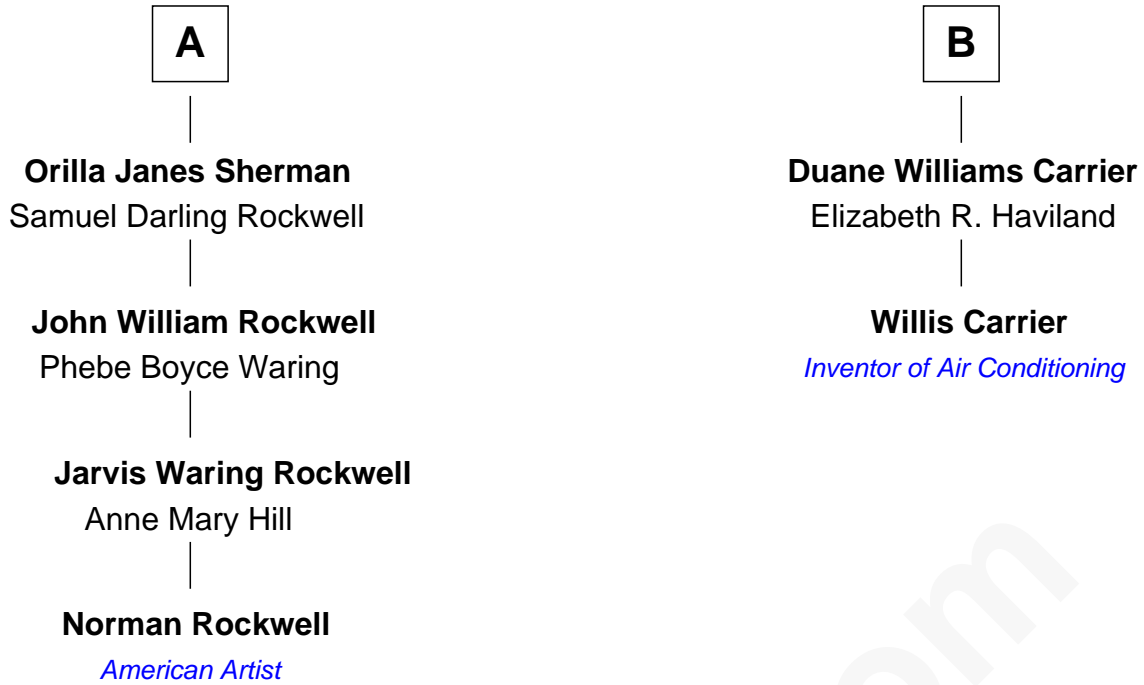 A
Orilla Janes Sherman
Samuel Darling Rockwell
John William Rockwell
Phebe Boyce Waring
Jarvis Waring Rockwell
Anne Mary Hill
Norman Rockwell
American Artist
B
Duane Williams Carrier
Elizabeth R. Haviland
Willis Carrier
Inventor of Air Conditioning
om